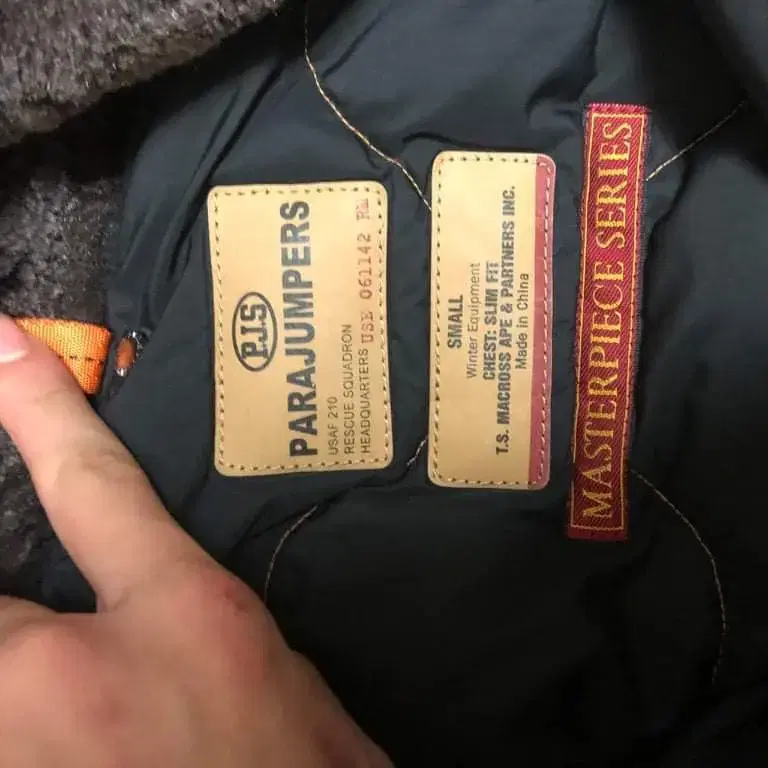 P.J.S
PARAJUMPERS
USAF 210
RESCUE SQUADRON
HEADQUARTERS USE 061142
SMALL
Winter Equipment
CHEST: SLIM FIT
T.S. MACROSS APE & PARTNERS INC.
Made in China
MASTERPIECE SERIES